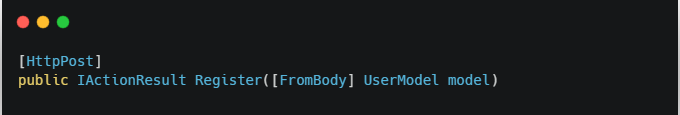 [HttpPost]
public IActionResult Register([FromBody] UserModel model)